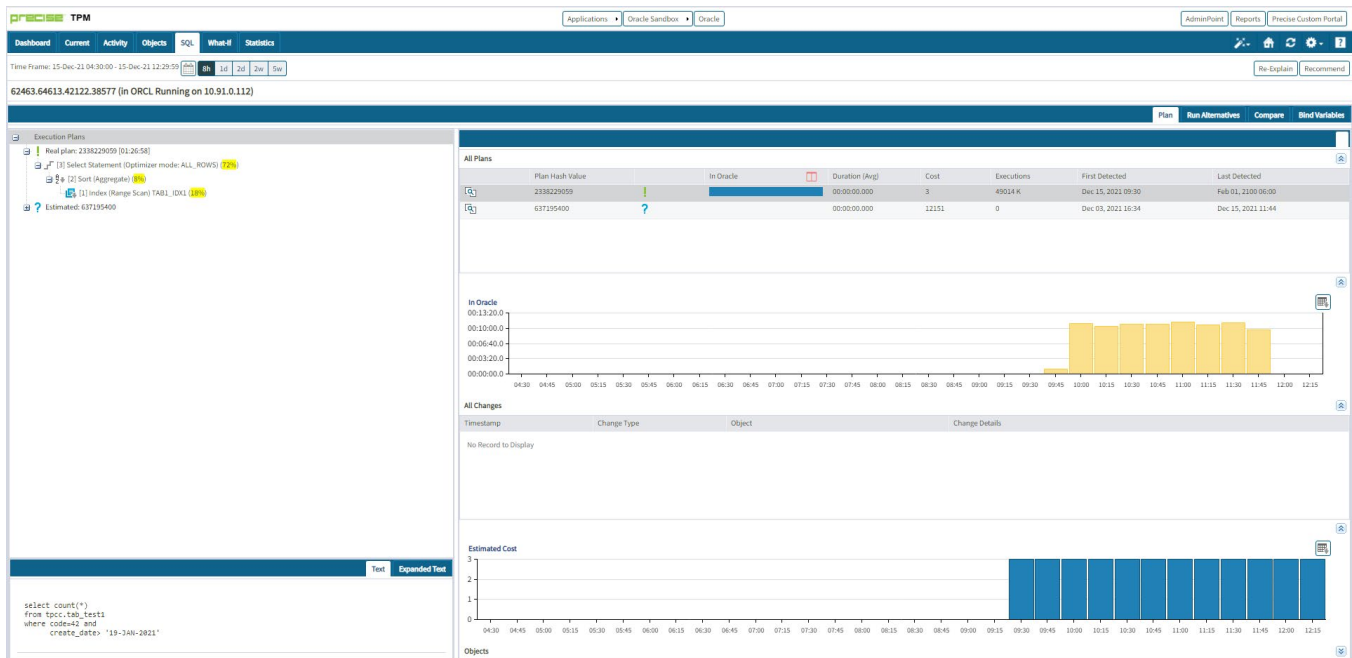 precise TPM
Applications Oracle Sandbox Oracle
AdminPoint Reports Precise Custom Portal
Dashboard Current Activity Objects SQL What-If Statistics
Time Frame: 15-Dec-21 04:30:00 - 15-Dec-21 12:29:59 8h 1d 2d 2w 5w
Re-Explain Recommend
62463.64613.42122.38577 (in ORCL Running on 10.91.0.112)
Plan Run Alternatives Compare Bind Variables
Execution Plans
Real plan: 2338229059 [01:26:58]
[3] Select Statement (Optimizer mode: ALL_ROWS) (72%)
[2] Sort (Aggregate) (8%)
[1] Index (Range Scan) TAB1_IDX1 (18%)
? Estimated: 637195400
Text Expanded Text
select count(*)
from tpcc.tab_test1
where code=42 and
create_date> '19-JAN-2021'
All Plans
Plan Hash Value In Oracle Duration (Avg) Cost Executions First Detected Last Detected
2338229059 ! 00:00:00.000 3 49014 K Dec 15, 2021 09:30 Feb 01, 2100 06:00
637195400 ? 00:00:00.000 12151 0 Dec 03, 2021 16:34 Dec 15, 2021 11:44
In Oracle
00:13:20.0
00:10:00.0
00:06:40.0
00:03:20.0
00:00:00.0
04:30 04:45 05:00 05:15 05:30 05:45 06:00 06:15 06:30 06:45 07:00 07:15 07:30 07:45 08:00 08:15 08:30 08:45 09:00 09:15 09:30 09:45 10:00 10:15 10:30 10:45 11:00 11:15 11:30 11:45 12:00 12:15
All Changes
Timestamp Change Type Object Change Details
No Record to Display
Estimated Cost
3
2
1
0
04:30 04:45 05:00 05:15 05:30 05:45 06:00 06:15 06:30 06:45 07:00 07:15 07:30 07:45 08:00 08:15 08:30 08:45 09:00 09:15 09:30 09:45 10:00 10:15 10:30 10:45 11:00 11:15 11:30 11:45 12:00 12:15
Objects